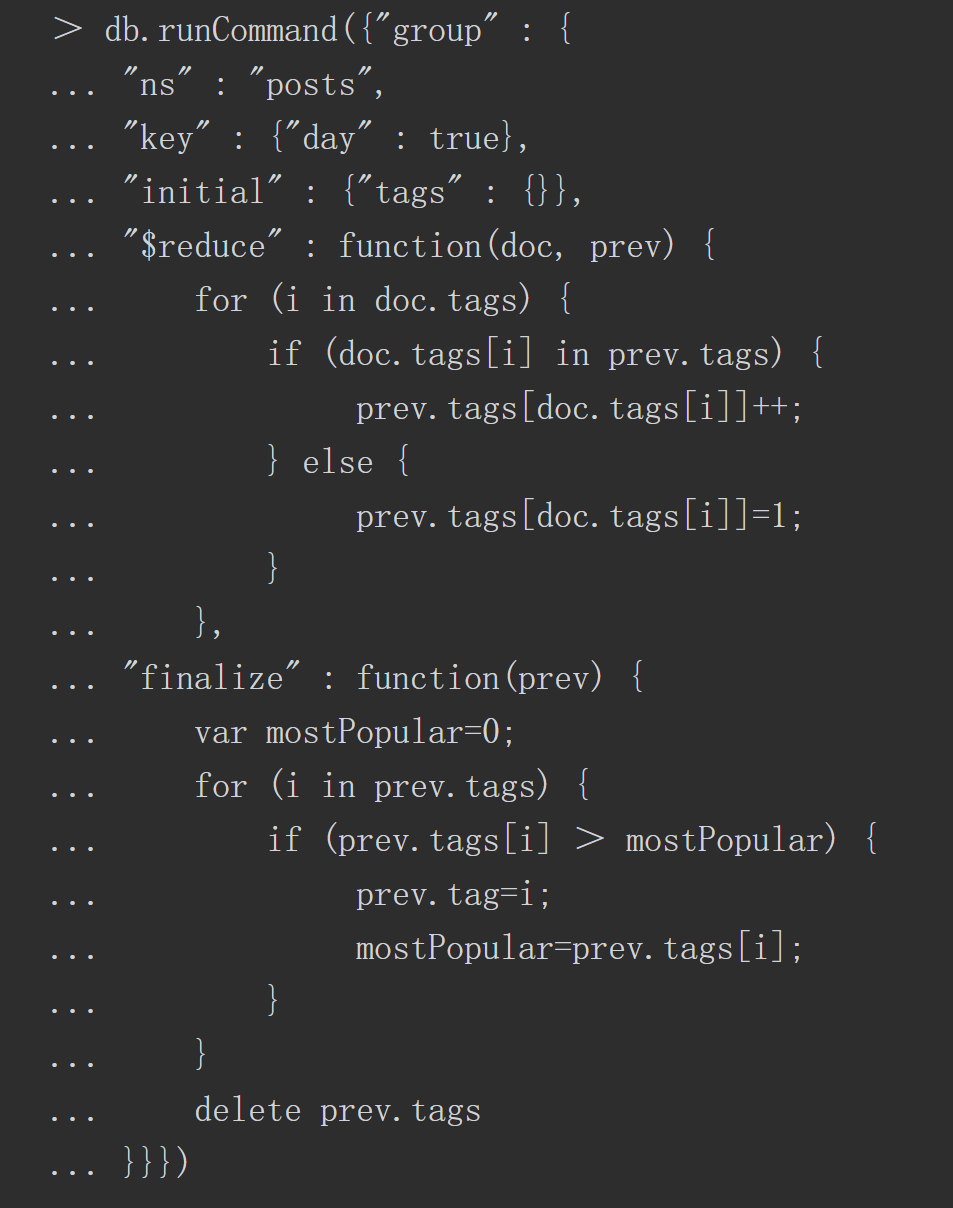 > db.runCommand({"group" : {
... "ns" : "posts",
... "key" : {"day" : true},
... "initial" : {"tags" : {}},
... "$reduce" : function(doc, prev) {
...     for (i in doc.tags) {
...         if (doc.tags[i] in prev.tags) {
...             prev.tags[doc.tags[i]]++;
...         } else {
...             prev.tags[doc.tags[i]]=1;
...         }
...     },
... "finalize" : function(prev) {
...     var mostPopular=0;
...     for (i in prev.tags) {
...         if (prev.tags[i] > mostPopular) {
...             prev.tag=i;
...             mostPopular=prev.tags[i];
...         }
...     }
...     delete prev.tags
... }}})